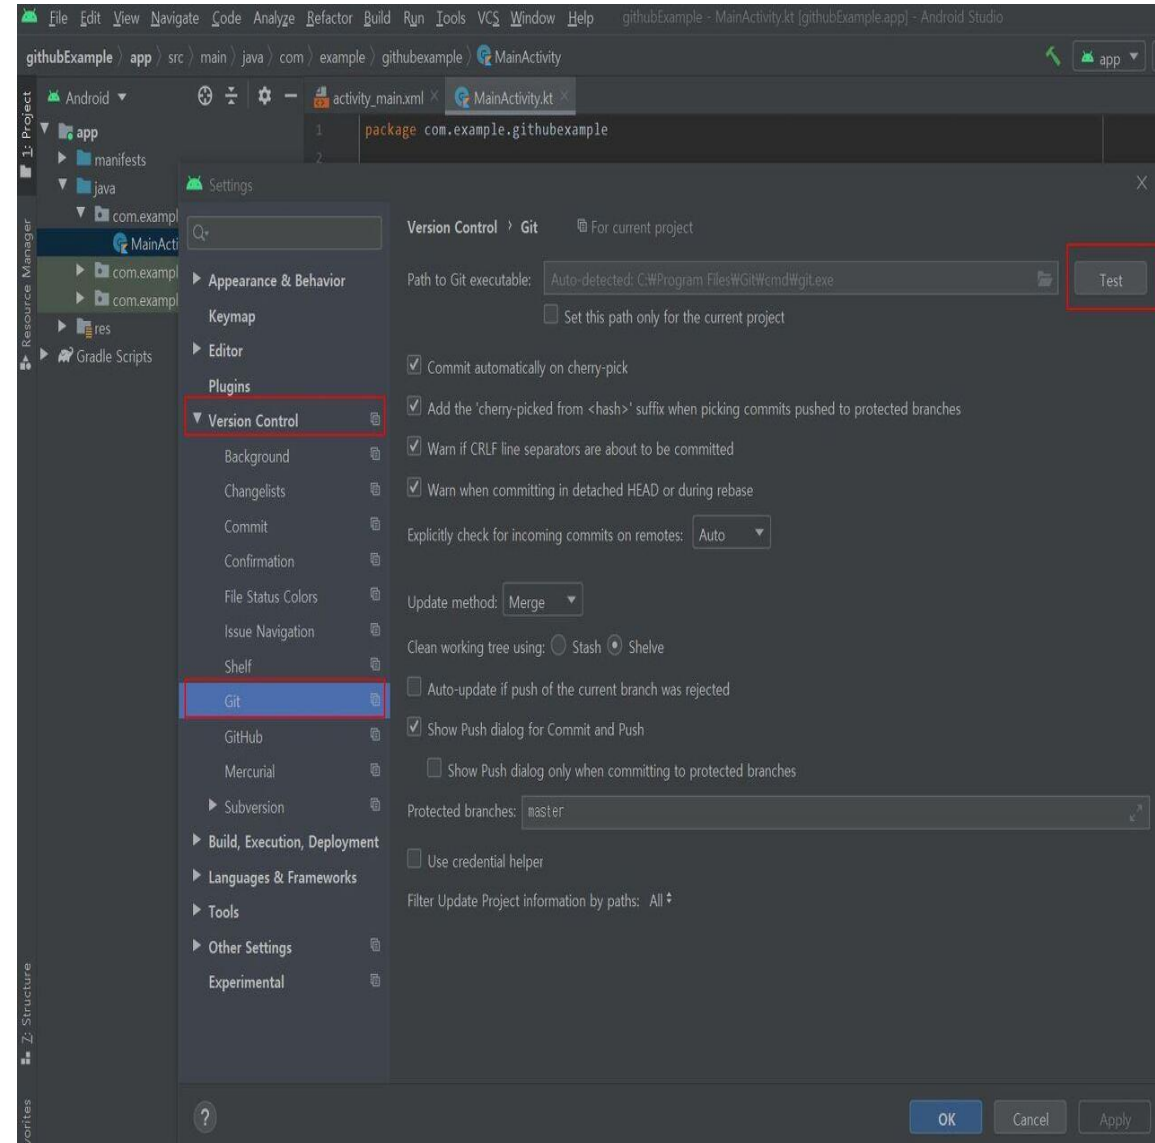 File Edit View Navigate Code Analyze Refactor Build Run Tools VCS Window Help githubExample - MainActivity.kt [githubExample.app] - Android Studio
githubExample app src main java com example githubexample MainActivity app
1: Project
Android
activity_main.xml
MainActivity.kt
app
1 package com.example.githubexample
manifests
2
java
Settings
X
com.exampl
MainActi
com.exampl
com.exampl
res
Gradle Scripts
Resource Manager
Z: Structure
vorites
Version Control › Git For current project
Appearance & Behavior
Path to Git executable: Auto-detected: C:₩Program Files₩Git₩cmd₩git.exe Test
Keymap
Set this path only for the current project
Editor
Commit automatically on cherry-pick
Plugins
Add the 'cherry-picked from <hash>' suffix when picking commits pushed to protected branches
Version Control
Warn if CRLF line separators are about to be committed
Background
Changelists
Warn when committing in detached HEAD or during rebase
Commit
Explicitly check for incoming commits on remotes: Auto
Confirmation
File Status Colors
Update method: Merge
Issue Navigation
Clean working tree using: Stash Shelve
Shelf
Auto-update if push of the current branch was rejected
Git
Show Push dialog for Commit and Push
GitHub
Mercurial
Show Push dialog only when committing to protected branches
Subversion
Protected branches: master
Build, Execution, Deployment
Use credential helper
Languages & Frameworks
Filter Update Project information by paths: All
Tools
Other Settings
Experimental
?
OK Cancel Apply